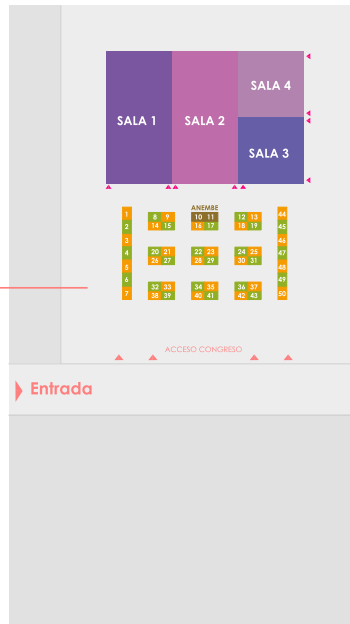 SALA 4
SALA 1 SALA 2
SALA 3
ANEMBE
1 8 9 10 11 12 13 44
2 14 15 16 17 18 19 45
3 46
4 20 21 22 23 24 25 47
5 26 27 28 29 30 31 48
6 32 33 34 35 36 37 49
7 38 39 40 41 42 43 50
ACCESO CONGRESO
Entrada